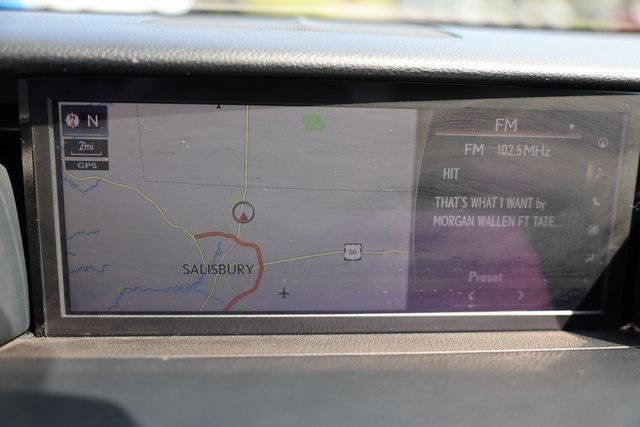 N
2mi
GPS
SALISBURY
50
FM
FM 102.5MHz
HIT
THAT'S WHAT I WANT by
MORGAN WALLEN FT TATE...
Preset